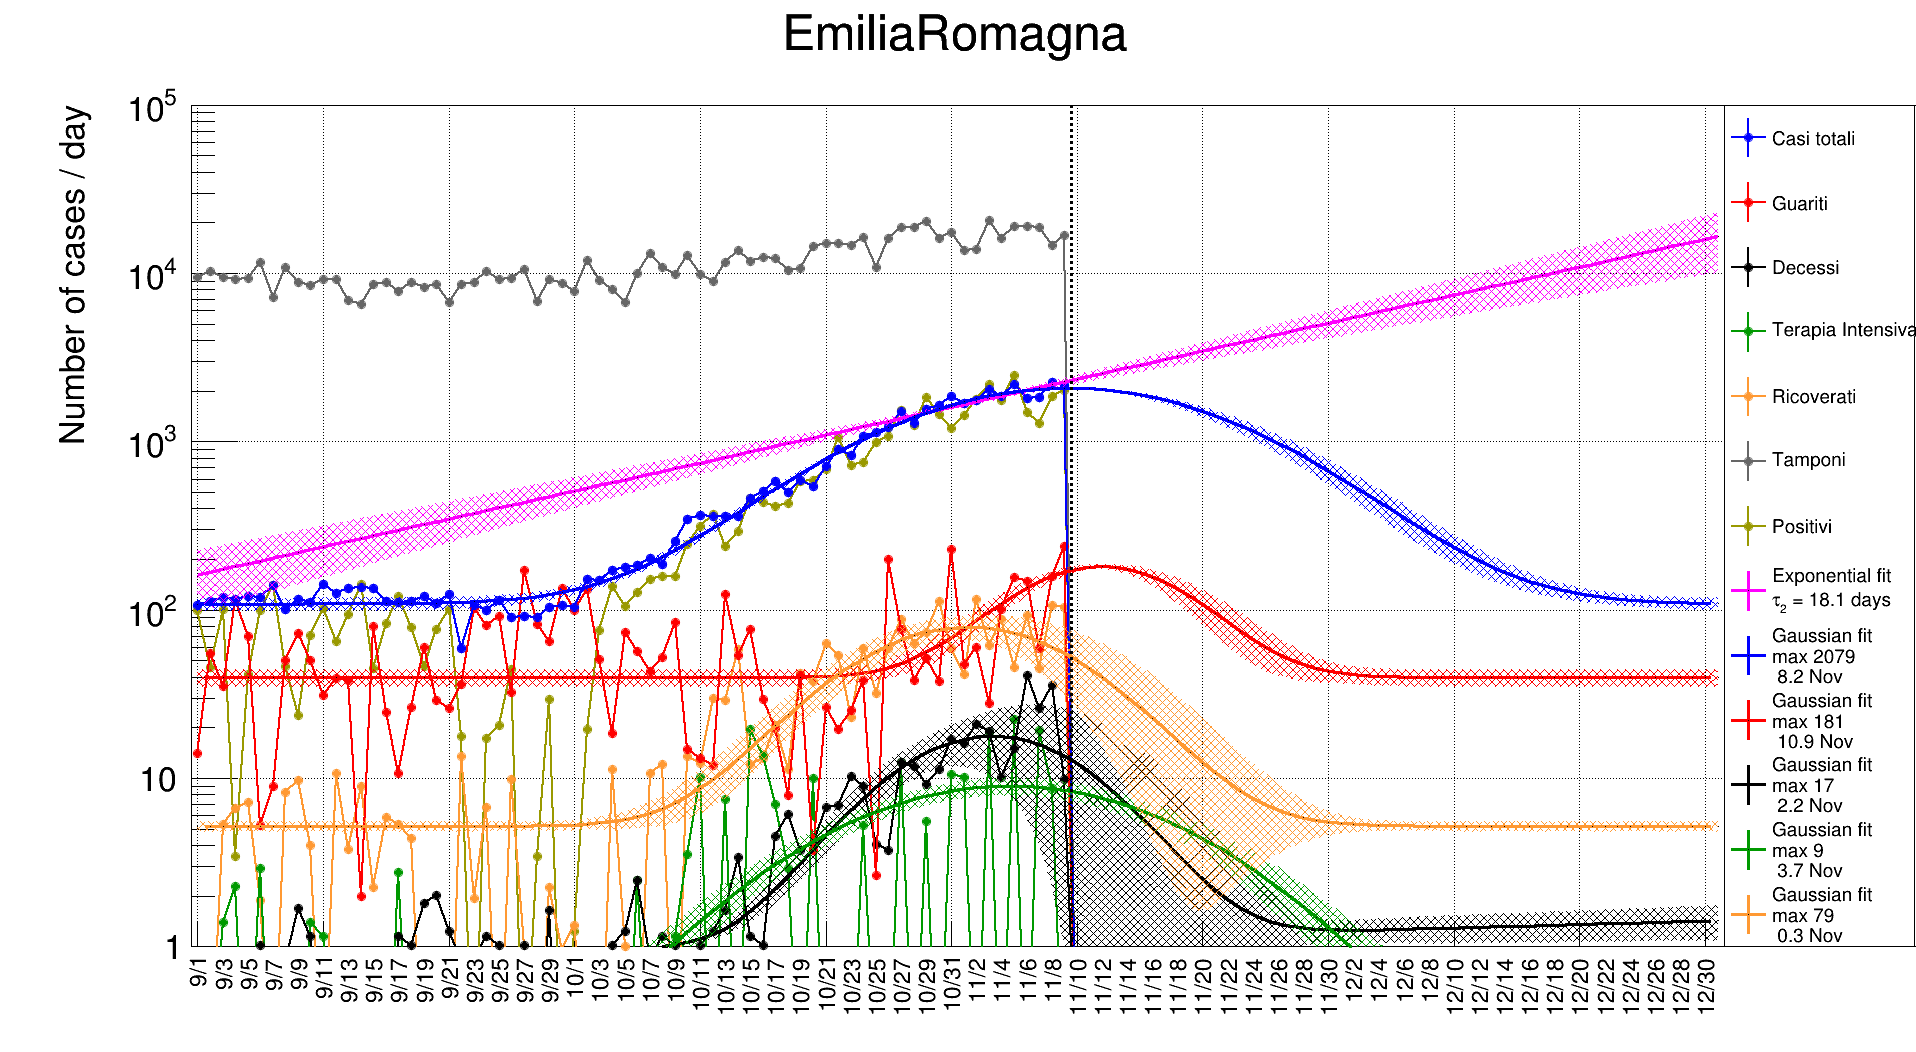 EmiliaRomagna
Number of cases / day
10^5
10^4
10^3
10^2
10
1
9/1 9/3 9/5 9/7 9/9 9/11 9/13 9/15 9/17 9/19 9/21 9/23 9/25 9/27 9/29 10/1 10/3 10/5 10/7 10/9 10/11 10/13 10/15 10/17 10/19 10/21 10/23 10/25 10/27 10/29 10/31 11/2 11/4 11/6 11/8 11/10 11/12 11/14 11/16 11/18 11/20 11/22 11/24 11/26 11/28 11/30 12/2 12/4 12/6 12/8 12/10 12/12 12/14 12/16 12/18 12/20 12/22 12/24 12/26 12/28 12/30
Casi totali
Guariti
Decessi
Terapia Intensiva
Ricoverati
Tamponi
Positivi
Exponential fit
τ2 = 18.1 days
Gaussian fit
max 2079
8.2 Nov
Gaussian fit
max 181
10.9 Nov
Gaussian fit
max 17
2.2 Nov
Gaussian fit
max 9
3.7 Nov
Gaussian fit
max 79
0.3 Nov